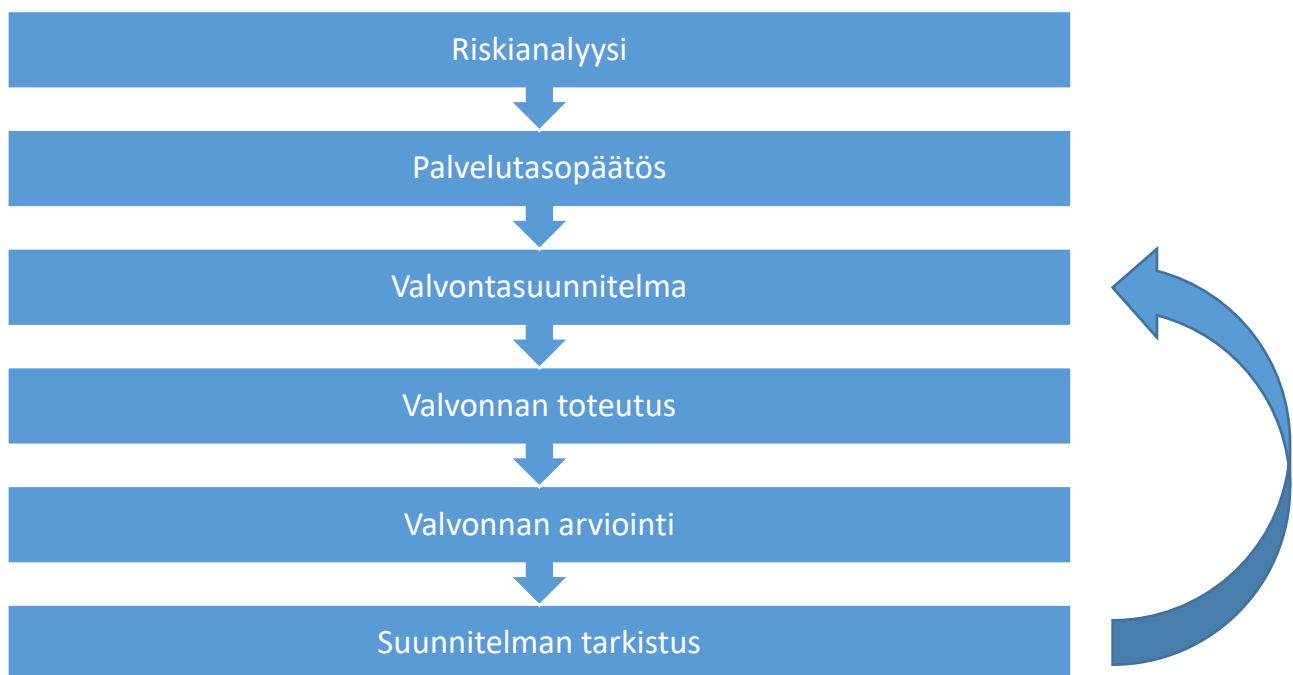 Riskianalyysi
Palvelutasopäätös
Valvontasuunnitelma
Valvonnan toteutus
Valvonnan arviointi
Suunnitelman tarkistus